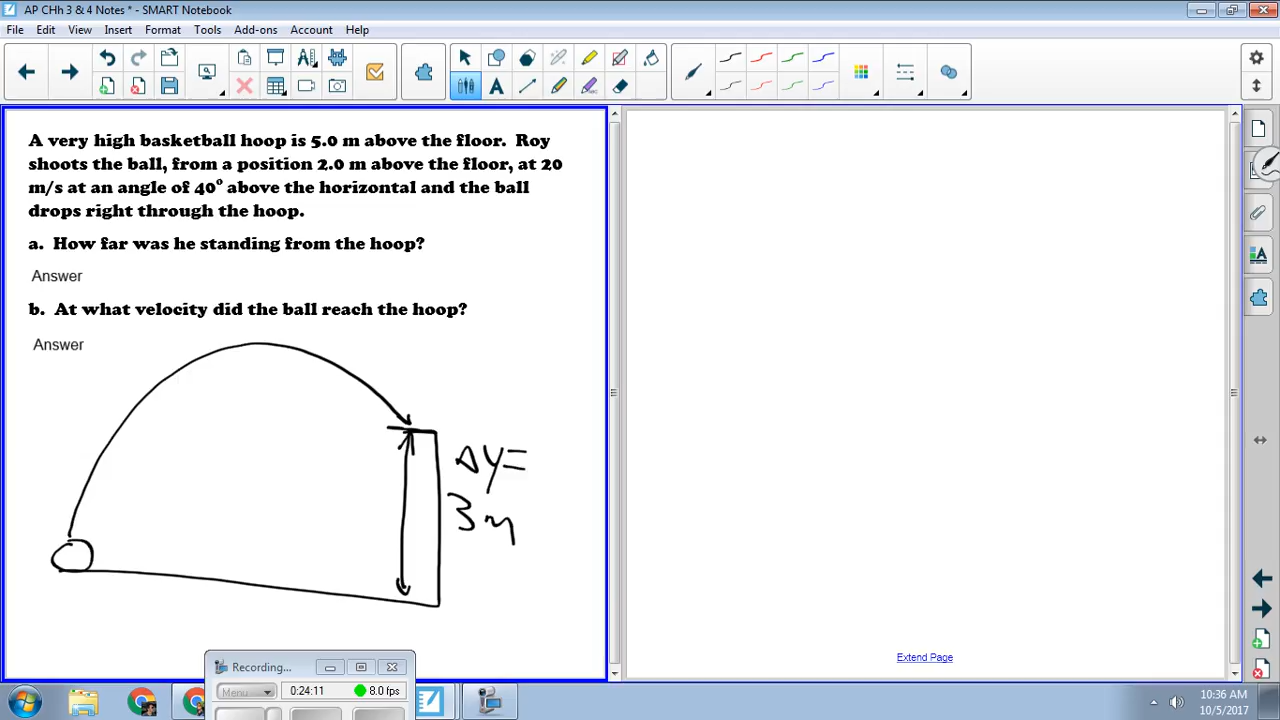 AP CHh 3 & 4 Notes * - SMART Notebook
File Edit View Insert Format Tools Add-ons Account Help
A very high basketball hoop is 5.0 m above the floor. Roy
shoots the ball, from a position 2.0 m above the floor, at 20
m/s at an angle of 40° above the horizontal and the ball
drops right through the hoop.
a. How far was he standing from the hoop?
Answer
b. At what velocity did the ball reach the hoop?
Answer
Δy=
3 m
Extend Page
Recording...
Menu
0:24:11
8.0 fps
10:36 AM
10/5/2017